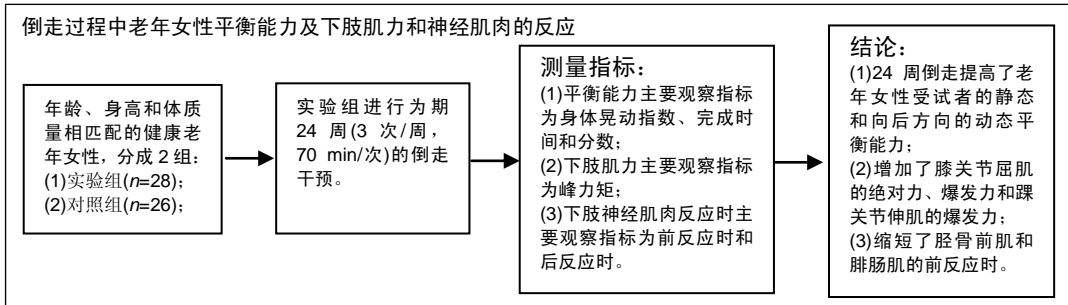 倒走过程中老年女性平衡能力及下肢肌力和神经肌肉的反应
年龄、身高和体质
量相匹配的健康老
年女性，分成 2 组：
(1)实验组(n=28)；
(2)对照组(n=26)；
实验组进行为期
24 周(3 次/周，
70 min/次)的倒走
干预。
测量指标：
(1)平衡能力主要观察指标
为身体晃动指数、完成时
间和分数；
(2)下肢肌力主要观察指标
为峰力矩；
(3)下肢神经肌肉反应时主
要观察指标为前反应时和
后反应时。
结论：
(1)24 周倒走提高了老
年女性受试者的静态
和向后方向的动态平
衡能力；
(2)增加了膝关节屈肌
的绝对力、爆发力和踝
关节伸肌的爆发力；
(3)缩短了胫骨前肌和
腓肠肌的前反应时。